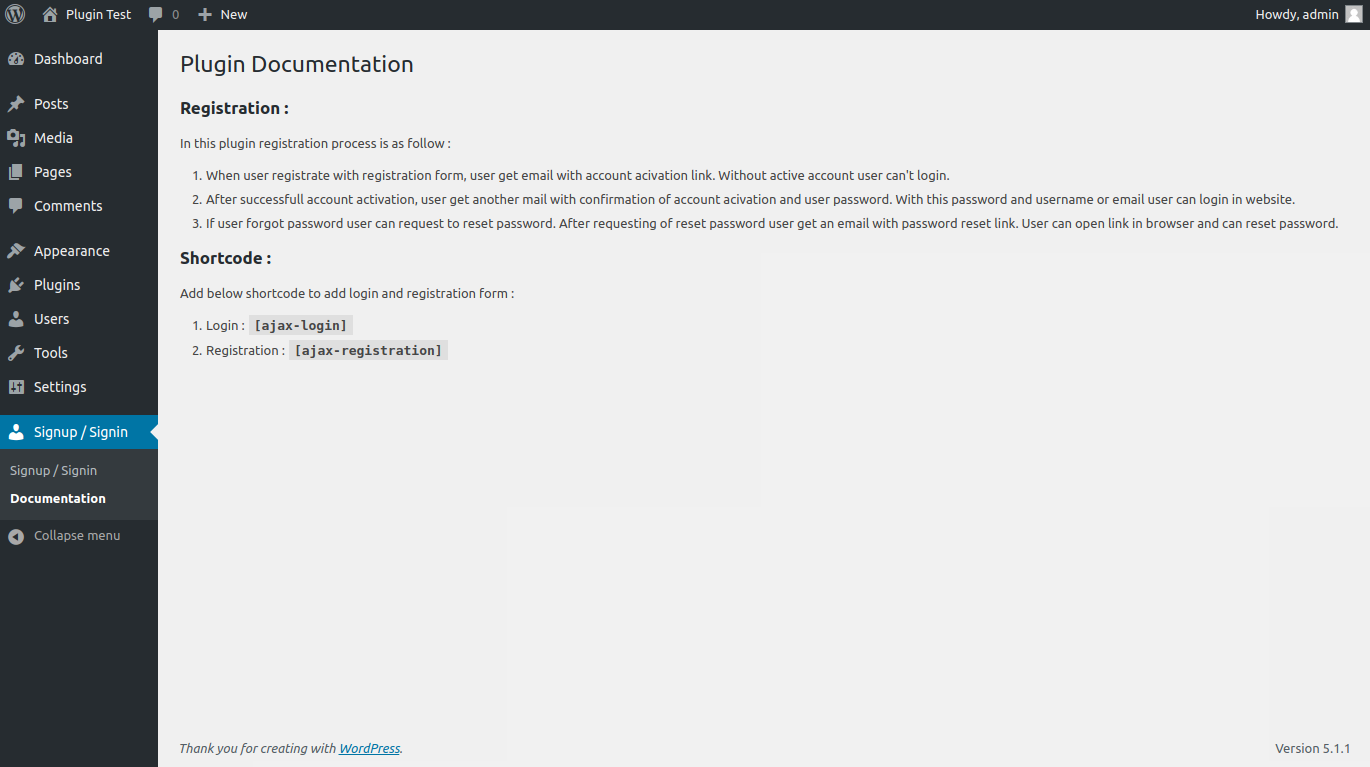 Plugin Test 0 New Howdy, admin
Dashboard
Posts
Media
Pages
Comments
Appearance
Plugins
Users
Tools
Settings
Signup / Signin
Signup / Signin
Documentation
Collapse menu
Plugin Documentation
Registration :
In this plugin registration process is as follow :
1. When user registrate with registration form, user get email with account acivation link. Without active account user can't login.
2. After successfull account activation, user get another mail with confirmation of account acivation and user password. With this password and username or email user can login in website.
3. If user forgot password user can request to reset password. After requesting of reset password user get an email with password reset link. User can open link in browser and can reset password.
Shortcode :
Add below shortcode to add login and registration form :
1. Login : [ajax-login]
2. Registration : [ajax-registration]
Thank you for creating with WordPress. Version 5.1.1